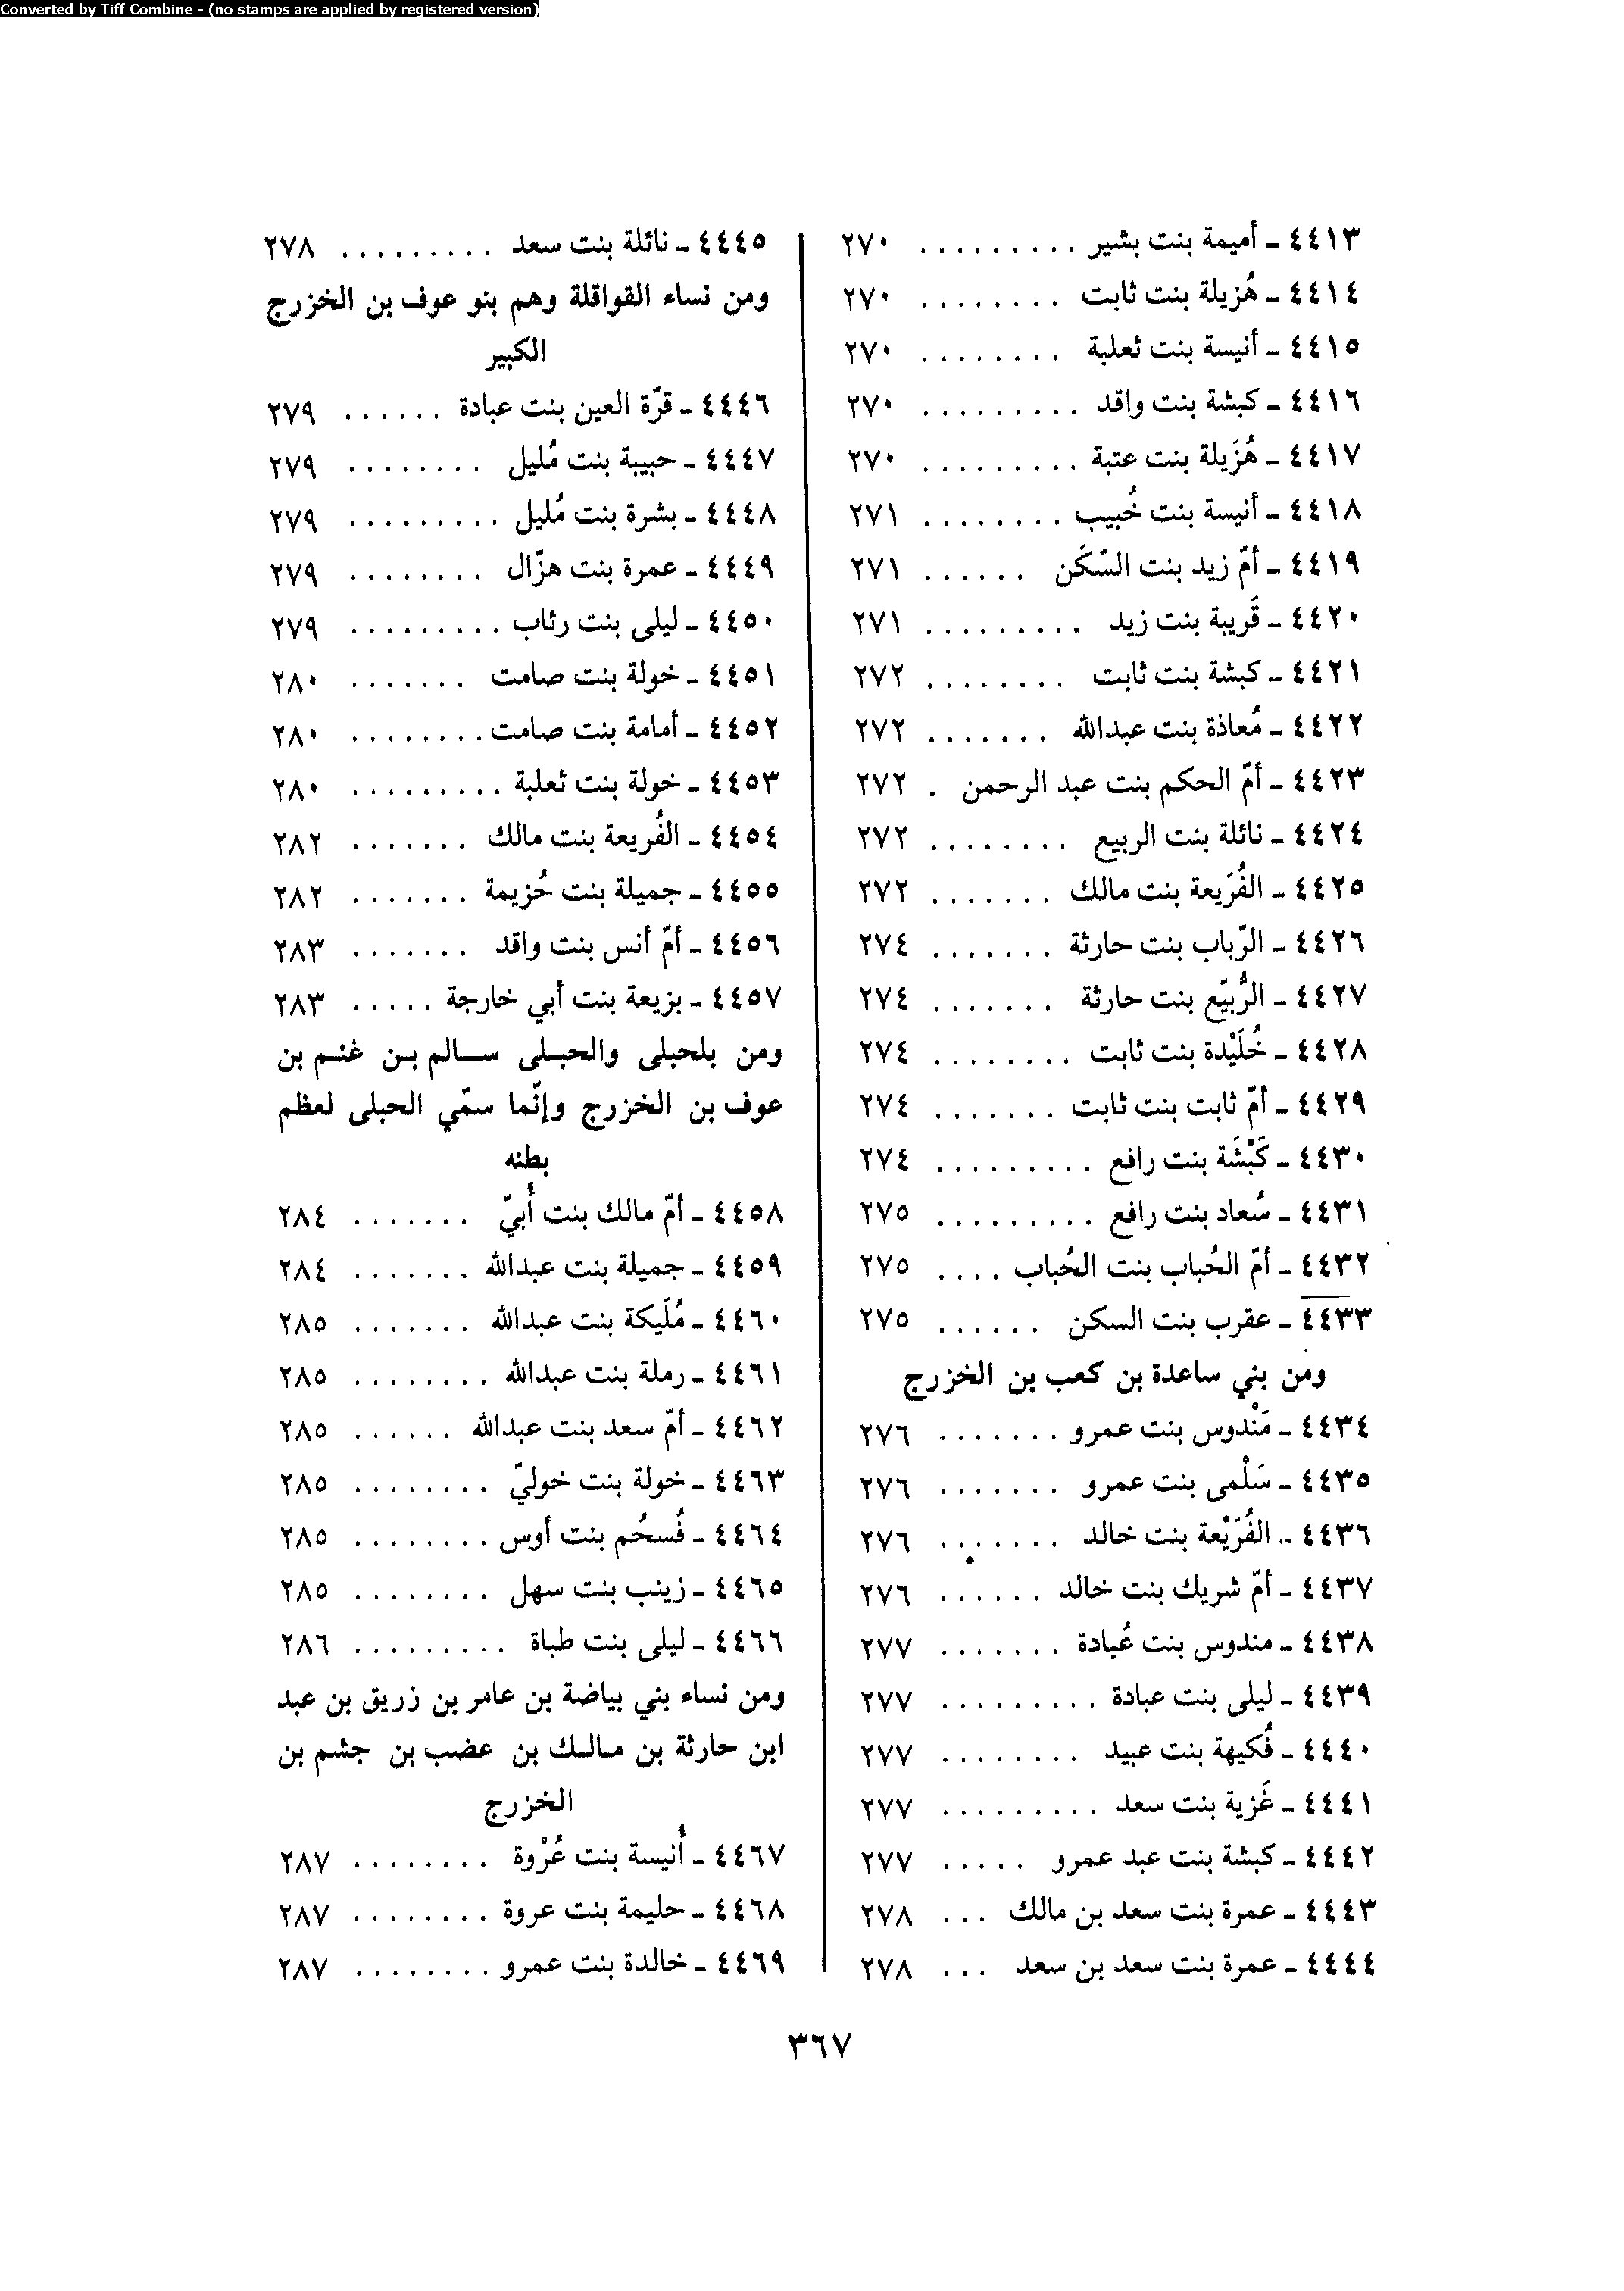 Converted by Tiff Combine - (no stamps are applied by registered version)
٤٤١٣ - أميمة بنت بشير . . . . . . . . . ٢٧٠
٤٤١٤ - هُزيلة بنت ثابت . . . . . . . . ٢٧٠
٤٤١٥ - أنيسة بنت ثعلبة . . . . . . . . ٢٧٠
٤٤١٦ - كبشة بنت واقد . . . . . . . . . ٢٧٠
٤٤١٧ - هُزَيلة بنت عتبة . . . . . . . . . ٢٧٠
٤٤١٨ - أنيسة بنت خُبيب . . . . . . . . ٢٧١
٤٤١٩ - أمّ زيد بنت السّكَن . . . . . . ٢٧١
٤٤٢٠ - قَريبة بنت زيد . . . . . . . . . ٢٧١
٤٤٢١ - كبشة بنت ثابت . . . . . . . . ٢٧٢
٤٤٢٢ - مُعاذة بنت عبدالله . . . . . . . ٢٧٢
٤٤٢٣ - أمّ الحكم بنت عبد الرحمن . ٢٧٢
٤٤٢٤ - نائلة بنت الربيع . . . . . . . . ٢٧٢
٤٤٢٥ - الفُرَيعة بنت مالك . . . . . . . ٢٧٢
٤٤٢٦ - الرّباب بنت حارثة . . . . . . . ٢٧٤
٤٤٢٧ - الرُّبيّع بنت حارثة . . . . . . . ٢٧٤
٤٤٢٨ - خُلَيْدة بنت ثابت . . . . . . . . ٢٧٤
٤٤٢٩ - أمّ ثابت بنت ثابت . . . . . . . ٢٧٤
٤٤٣٠ - كَبْشَة بنت رافع . . . . . . . . . ٢٧٤
٤٤٣١ - سُعاد بنت رافع . . . . . . . . . ٢٧٥
٤٤٣٢ - أمّ الحُباب بنت الحُباب . . . . ٢٧٥
٤٤٣٣ - عقرب بنت السكن . . . . . . ٢٧٥
ومن بني ساعدة بن كعب بن الخزرج
٤٤٣٤ - مَنْدوس بنت عمرو . . . . . . . ٢٧٦
٤٤٣٥ - سَلْمى بنت عمرو . . . . . . . ٢٧٦
٤٤٣٦ - الفُرَيْعة بنت خالد . . . . . . . ٢٧٦
٤٤٣٧ - أمّ شريك بنت خالد . . . . . . ٢٧٦
٤٤٣٨ - مندوس بنت عُبادة . . . . . . . ٢٧٧
٤٤٣٩ - ليلى بنت عبادة . . . . . . . . . ٢٧٧
٤٤٤٠ - فُكيهة بنت عبيد . . . . . . . . ٢٧٧
٤٤٤١ - غَزية بنت سعد . . . . . . . . . ٢٧٧
٤٤٤٢ - كبشة بنت عبد عمرو . . . . . ٢٧٧
٤٤٤٣ - عمرة بنت سعد بن مالك . . . ٢٧٨
٤٤٤٤ - عمرة بنت سعد بن سعد . . . ٢٧٨
٤٤٤٥ - نائلة بنت سعد . . . . . . . . . ٢٧٨
ومن نساء القواقلة وهم بنو عوف بن الخزرج
الكبير
٤٤٤٦ - قرّة العين بنت عبادة . . . . . . ٢٧٩
٤٤٤٧ - حبيبة بنت مُليل . . . . . . . . ٢٧٩
٤٤٤٨ - بشرة بنت مُليل . . . . . . . . . ٢٧٩
٤٤٤٩ - عمرة بنت هزّال . . . . . . . . ٢٧٩
٤٤٥٠ - ليلى بنت رئاب . . . . . . . . . ٢٧٩
٤٤٥١ - خولة بنت صامت . . . . . . . ٢٨٠
٤٤٥٢ - أمامة بنت صامت . . . . . . . . ٢٨٠
٤٤٥٣ - خولة بنت ثعلبة . . . . . . . . . ٢٨٠
٤٤٥٤ - الفُريعة بنت مالك . . . . . . . ٢٨٢
٤٤٥٥ - جميلة بنت خُزيمة . . . . . . . ٢٨٢
٤٤٥٦ - أمّ أنس بنت واقد . . . . . . . ٢٨٣
٤٤٥٧ - بزيعة بنت أبي خارجة . . . . . ٢٨٣
ومن بلحبلى والحبلى سالم بن غنم بن
عوف بن الخزرج وإنّما سمّي الحبلى لعظم
بطنه
٤٤٥٨ - أمّ مالك بنت أُبيّ . . . . . . . ٢٨٤
٤٤٥٩ - جميلة بنت عبدالله . . . . . . . ٢٨٤
٤٤٦٠ - مُلَيكة بنت عبدالله . . . . . . . ٢٨٥
٤٤٦١ - رملة بنت عبدالله . . . . . . . . ٢٨٥
٤٤٦٢ - أمّ سعد بنت عبدالله . . . . . . ٢٨٥
٤٤٦٣ - خولة بنت خوليّ . . . . . . . . ٢٨٥
٤٤٦٤ - فُسحُم بنت أوس . . . . . . . . ٢٨٥
٤٤٦٥ - زينب بنت سهل . . . . . . . . ٢٨٥
٤٤٦٦ - ليلى بنت طباة . . . . . . . . . ٢٨٦
ومن نساء بني بياضة بن عامر بن زريق بن عبد
ابن حارثة بن مالك بن عضب بن جشم بن
الخزرج
٤٤٦٧ - أُنيسة بنت عُرْوة . . . . . . . . ٢٨٧
٤٤٦٨ - حليمة بنت عروة . . . . . . . . ٢٨٧
٤٤٦٩ - خالدة بنت عمرو . . . . . . . . ٢٨٧
٣٦٧